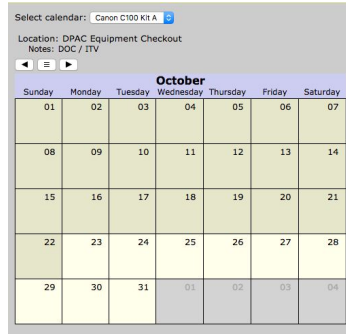 Select calendar: Canon C100 Kit A
Location: DPAC Equipment Checkout
Notes: DOC / ITV
October
Sunday Monday Tuesday Wednesday Thursday Friday Saturday
01 02 03 04 05 06 07
08 09 10 11 12 13 14
15 16 17 18 19 20 21
22 23 24 25 26 27 28
29 30 31 01 02 03 04